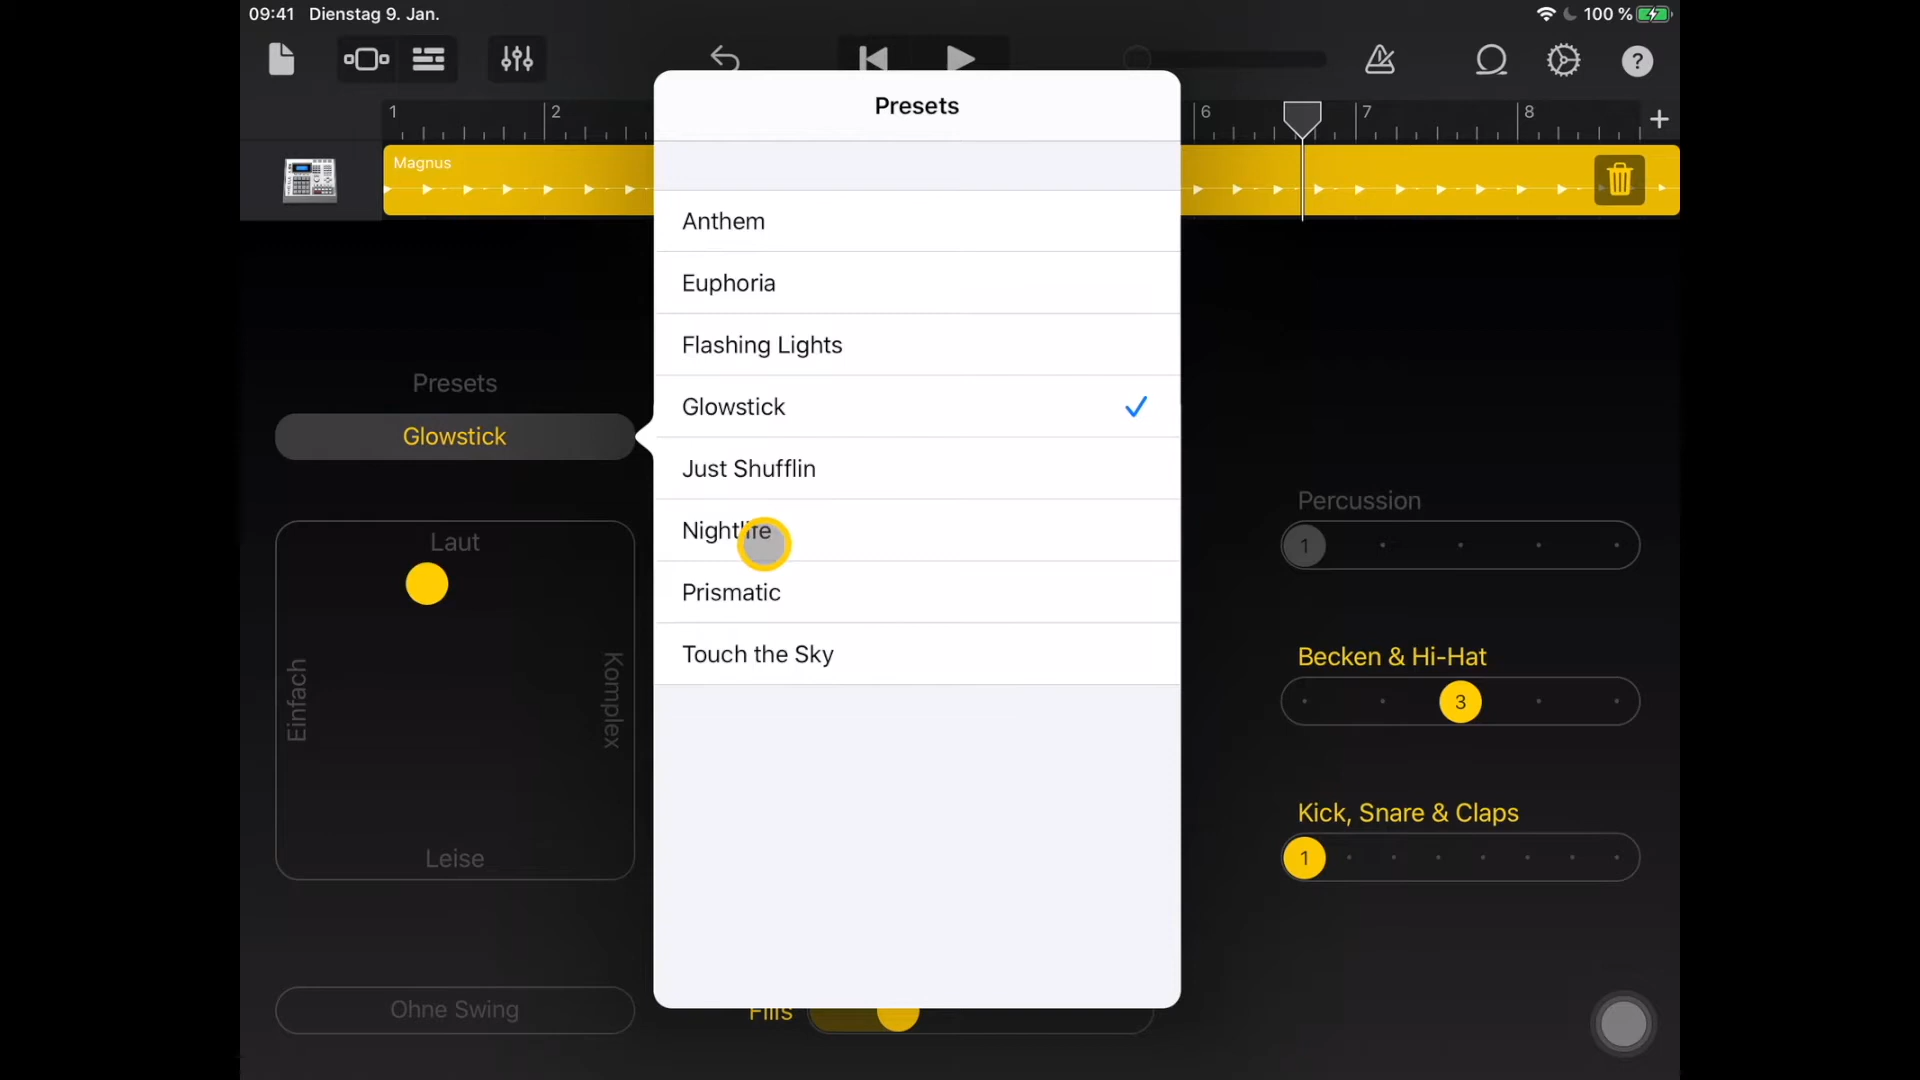 09:41 Dienstag 9. Jan.
100 %
?
1 2 6 7 8 +
Magnus
Presets
Anthem
Euphoria
Flashing Lights
Glowstick
Just Shufflin
Nightlife
Prismatic
Touch the Sky
Presets
Glowstick
Laut
Einfach
Komplex
Leise
Ohne Swing
Fills
Percussion
1
Becken & Hi-Hat
3
Kick, Snare & Claps
1